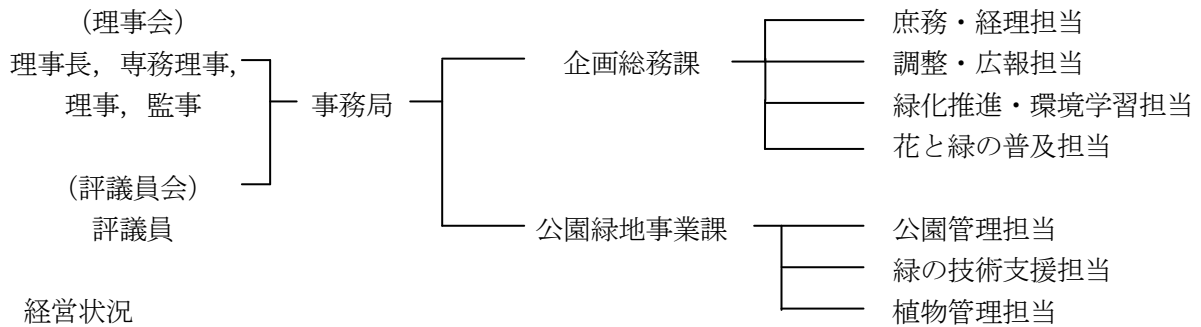 (理事会)
理事長，専務理事，
理事，監事
(評議員会)
評議員
事務局
企画総務課
庶務・経理担当
調整・広報担当
緑化推進・環境学習担当
花と緑の普及担当
公園緑地事業課
公園管理担当
緑の技術支援担当
植物管理担当
経営状況